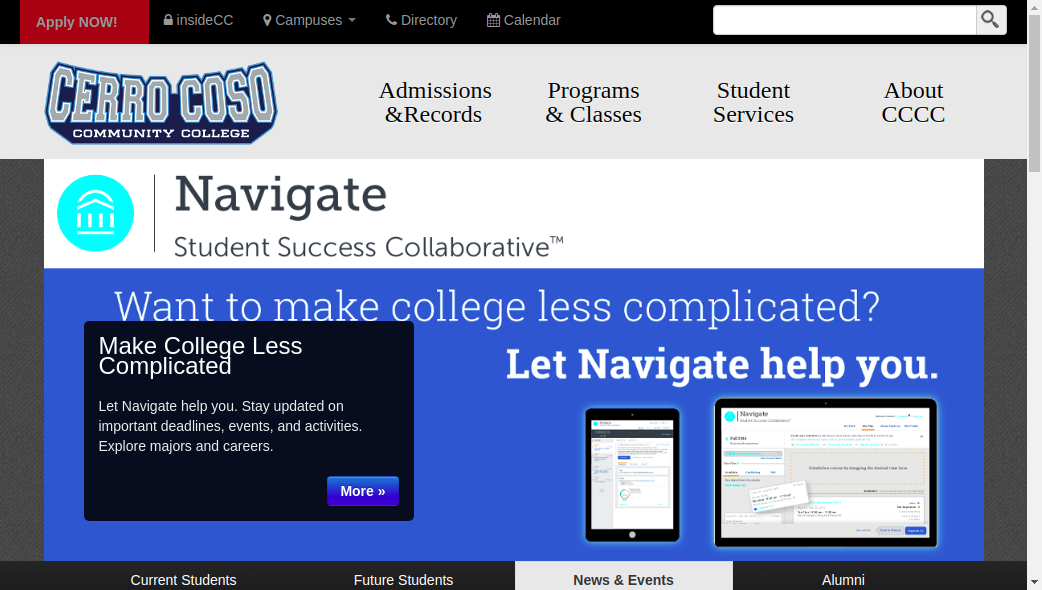 Apply NOW!
insideCC
Campuses
Directory
Calendar
CERRO COSO
COMMUNITY COLLEGE
Admissions
&Records
Programs
& Classes
Student
Services
About
CCCC
Navigate
Student Success Collaborative™
Want to make college less complicated?
Let Navigate help you.
Make College Less
Complicated
Let Navigate help you. Stay updated on
important deadlines, events, and activities.
Explore majors and careers.
More »
Navigate
Current Students
Future Students
News & Events
Alumni